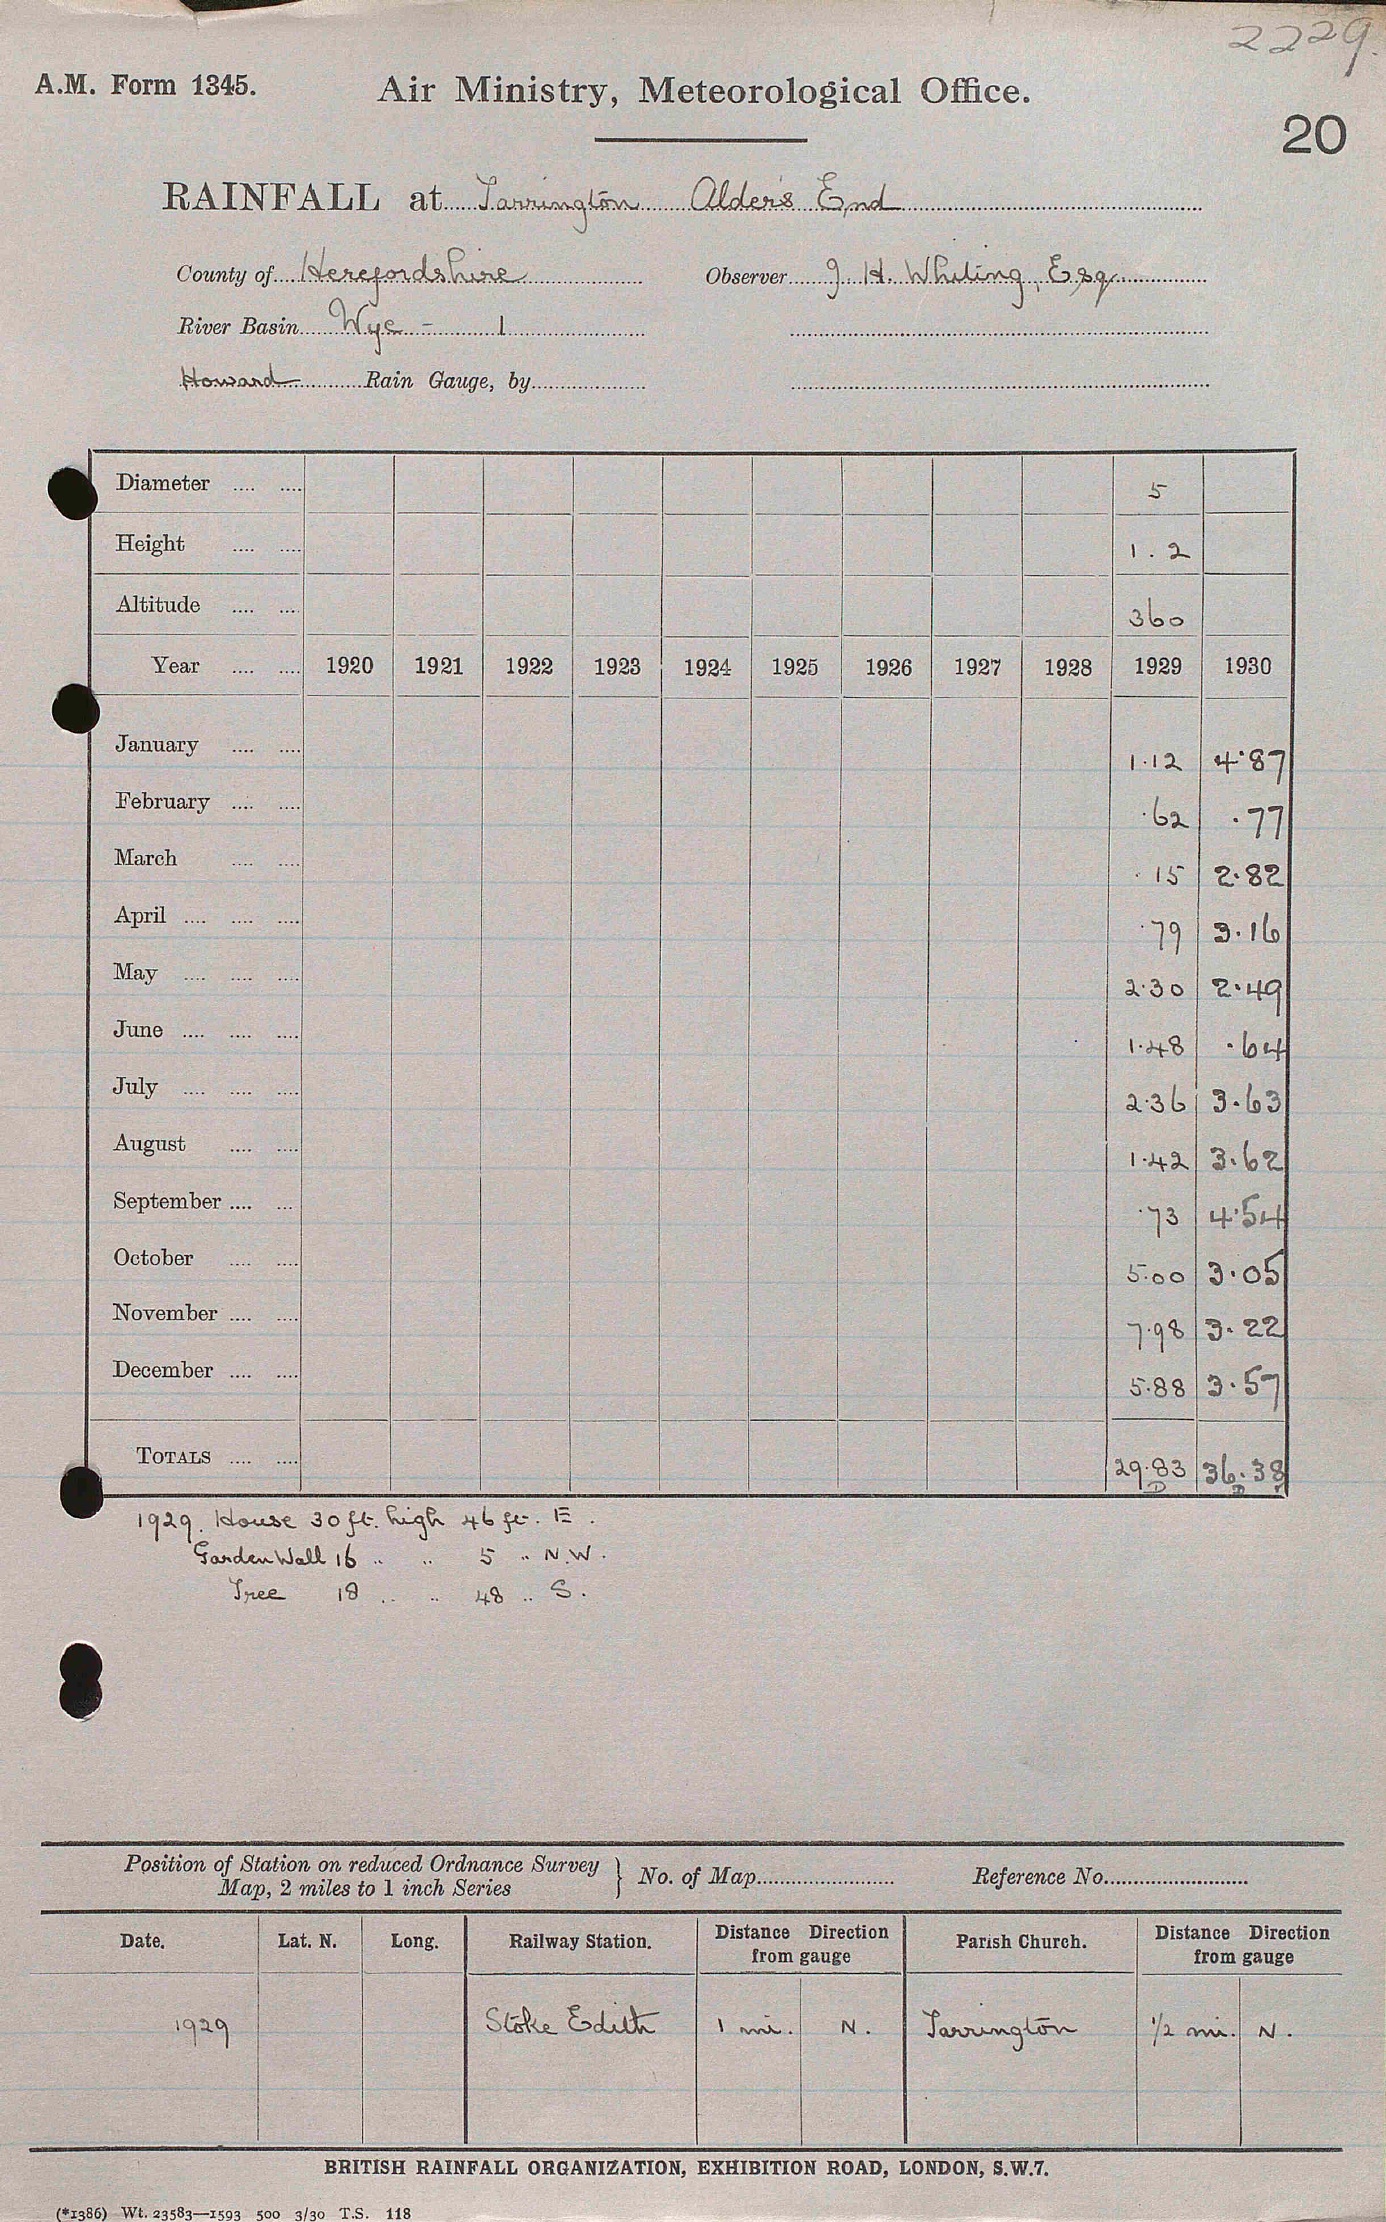 2229.
A.M. Form 1345. Air Ministry, Meteorological Office.
20
RAINFALL at Tarrington Alder's End
County of Herefordshire Observer J. H. Whiting, Esq.
River Basin Wye - 1
Howard Rain Gauge, by
Diameter 5
Height 1.2
Altitude 360
Year 1920 1921 1922 1923 1924 1925 1926 1927 1928 1929 1930
January 1.12 4.87
February .62 .77
March .15 2.82
April .79 3.16
May 2.30 2.49
June 1.48 .64
July 2.36 3.63
August 1.42 3.62
September .73 4.54
October 5.00 3.05
November 7.98 3.22
December 5.88 3.57
TOTALS 29.83 36.38
D D
1929. House 30 ft. high 46 ft. E.
Garden Wall 16 " " 5 " N.W.
Tree 18 " " 48 " S.
Position of Station on reduced Ordnance Survey
Map, 2 miles to 1 inch Series } No. of Map Reference No.
Date. Lat. N. Long. Railway Station. Distance Direction from gauge Parish Church. Distance Direction from gauge
1929 Stoke Edith 1 mi. N. Tarrington 1/2 mi. N.
BRITISH RAINFALL ORGANIZATION, EXHIBITION ROAD, LONDON, S.W.7.
(*1386) Wt. 23583—1593 500 3/30 T.S. 118